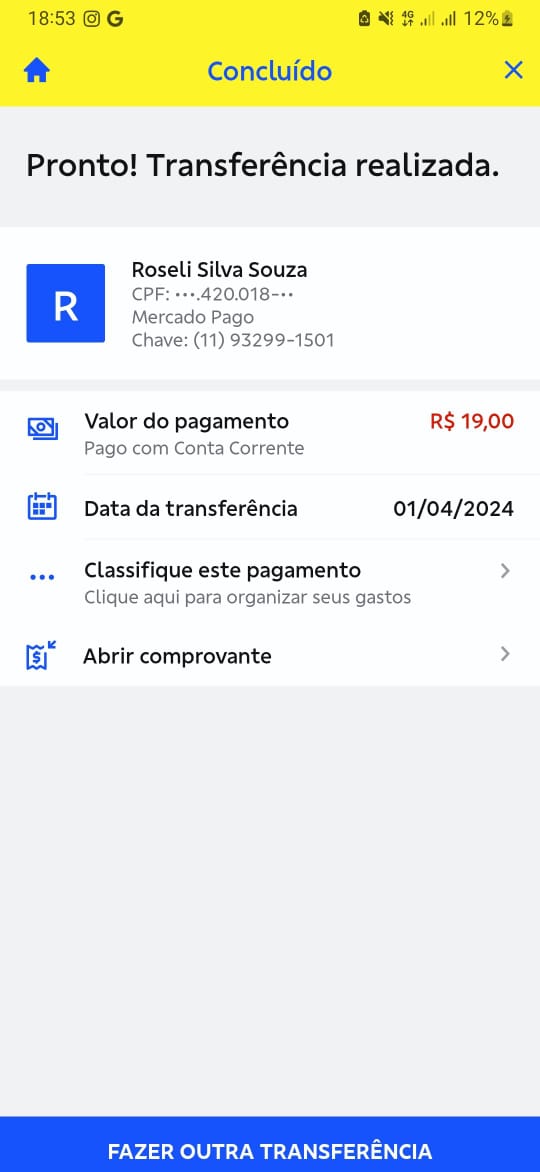 18:53 4G 12%
Concluído
Pronto! Transferência realizada.
R
Roseli Silva Souza
CPF: •••.420.018-••
Mercado Pago
Chave: (11) 93299-1501
Valor do pagamento R$ 19,00
Pago com Conta Corrente
Data da transferência 01/04/2024
Classifique este pagamento
Clique aqui para organizar seus gastos
Abrir comprovante
FAZER OUTRA TRANSFERÊNCIA